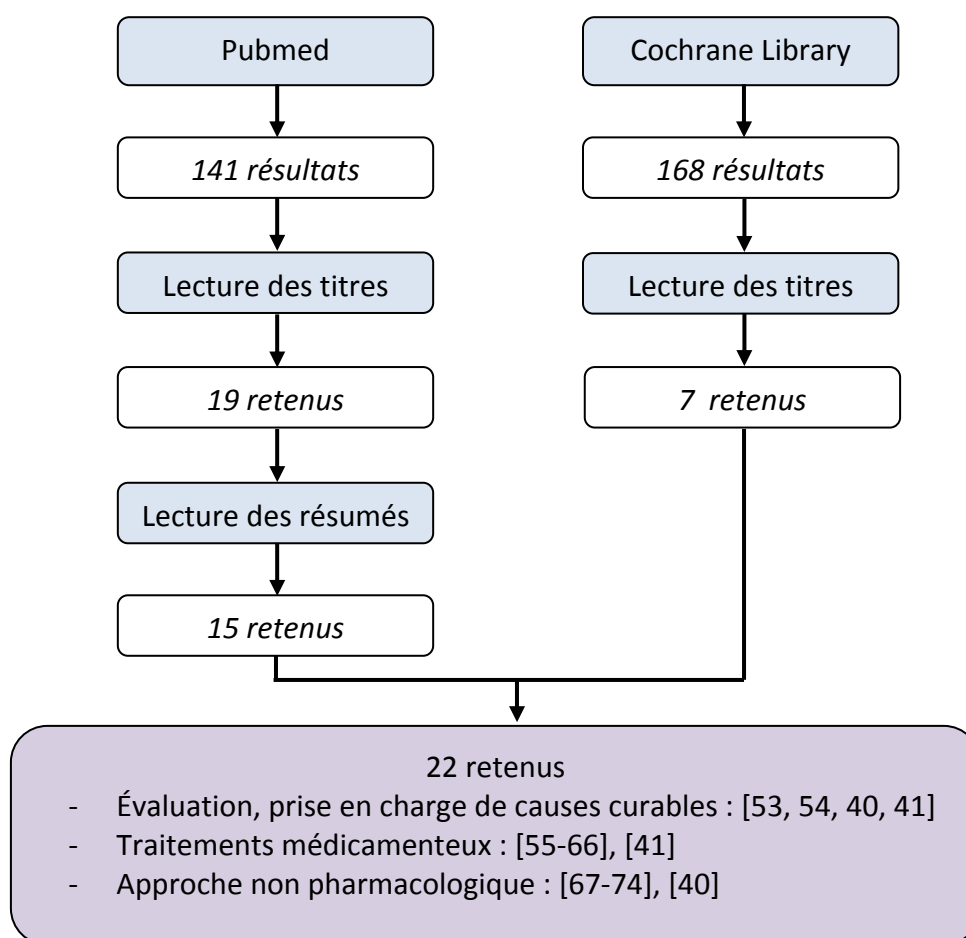 Pubmed
Cochrane Library
141 résultats
168 résultats
Lecture des titres
Lecture des titres
19 retenus
7 retenus
Lecture des résumés
15 retenus
22 retenus
- Évaluation, prise en charge de causes curables : [53, 54, 40, 41]
- Traitements médicamenteux : [55-66], [41]
- Approche non pharmacologique : [67-74], [40]